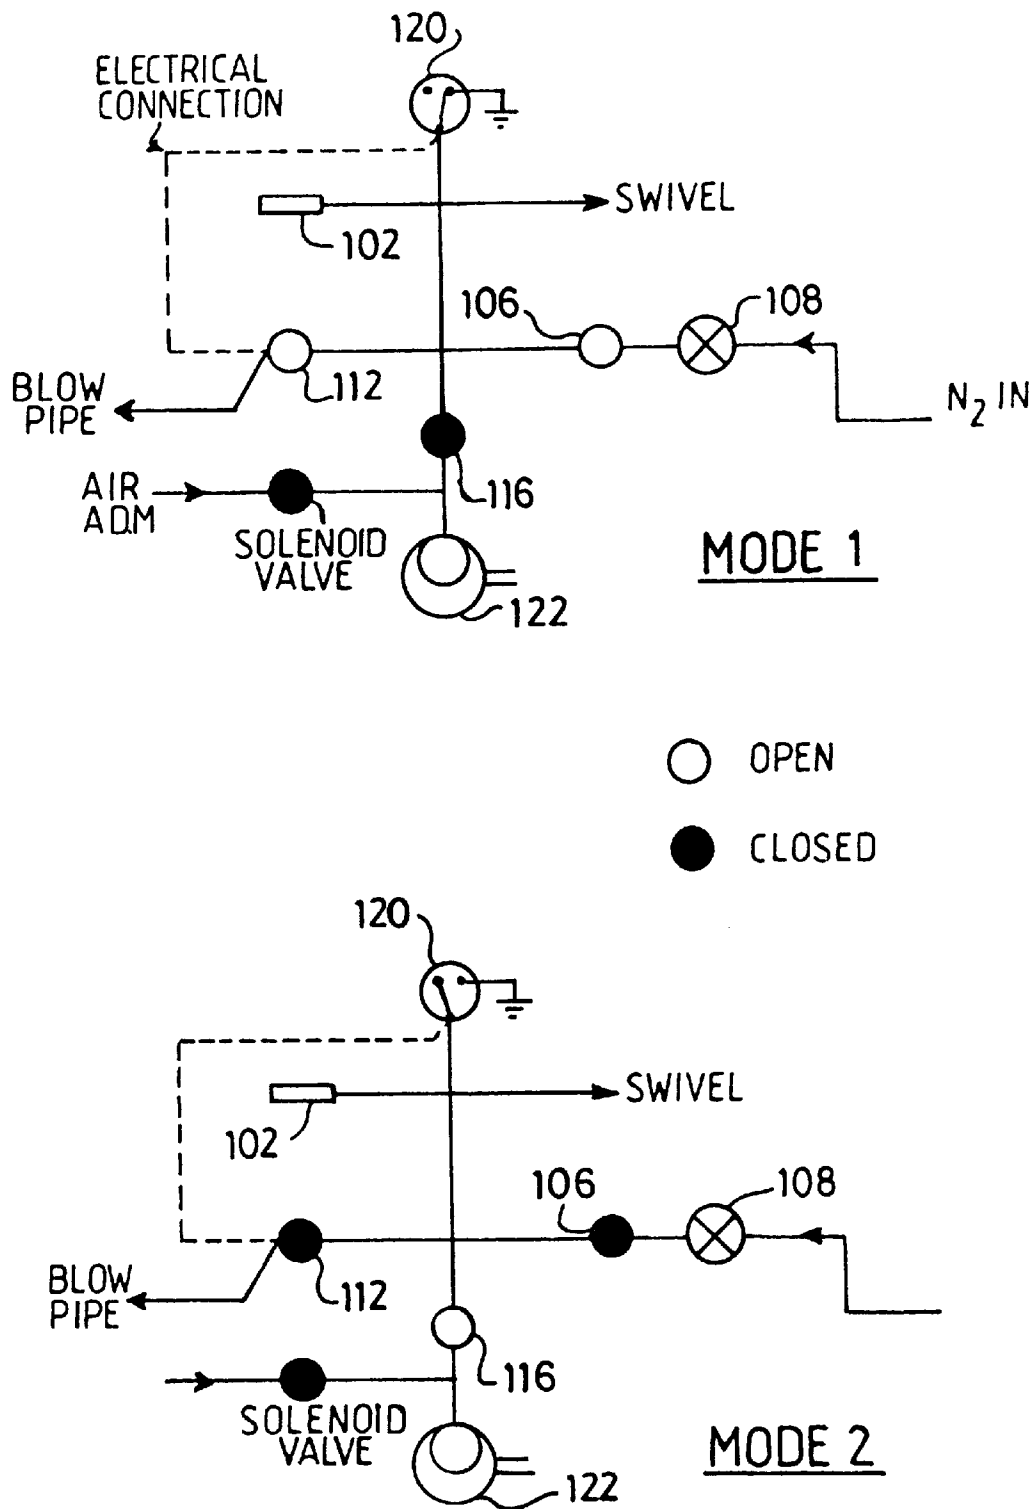 120
ELECTRICAL
CONNECTION
SWIVEL
102
106
108
112
BLOW
PIPE
N2 IN
AIR
ADM
116
SOLENOID
VALVE
MODE 1
122
OPEN
CLOSED
120
SWIVEL
102
106
108
BLOW
PIPE
112
116
SOLENOID
VALVE
MODE 2
122